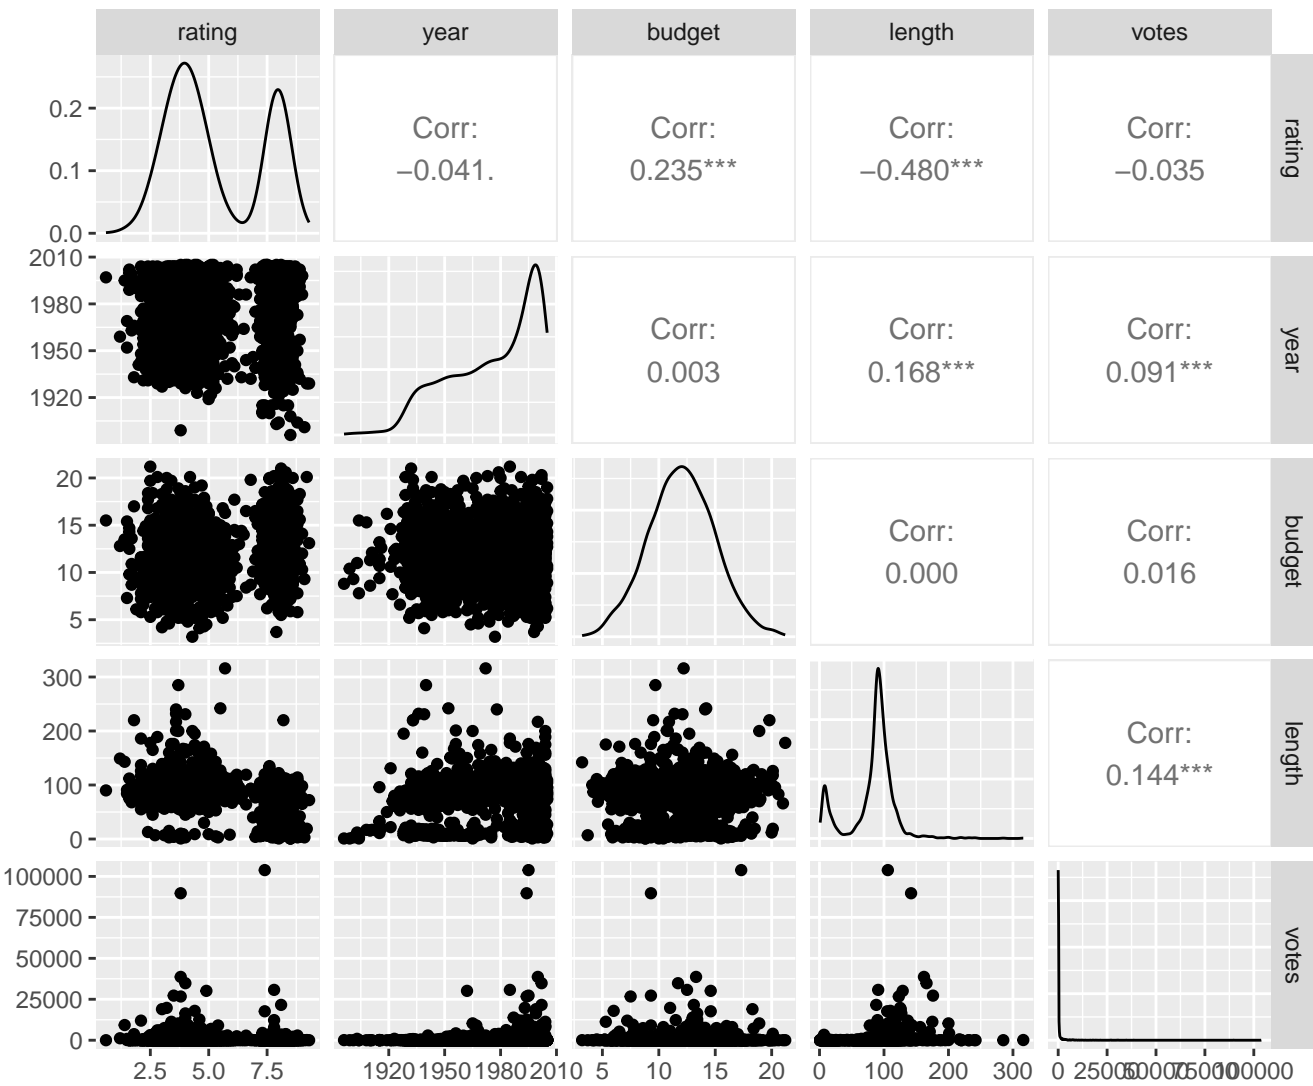 rating year budget length votes
0.2
0.1
0.0
Corr:
−0.041.
Corr:
0.235***
Corr:
−0.480***
Corr:
−0.035
rating
2010
1980
1950
1920
Corr:
0.003
Corr:
0.168***
Corr:
0.091***
year
20
15
10
5
Corr:
0.000
Corr:
0.016
budget
300
200
100
0
Corr:
0.144***
length
100000
75000
50000
25000
0
votes
2.5 5.0 7.5
1920 1950 1980 2010
5 10 15 20
0 100 200 300
0 25000 50000 75000 100000